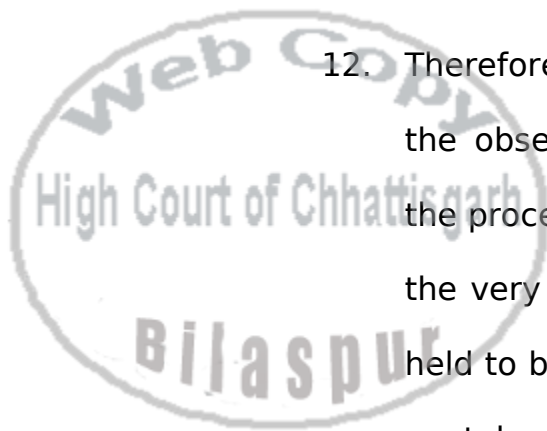 Web Copy
High Court of Chhattisgarh
Bilaspur
12. Therefore
the obse
the proce
the very
held to b